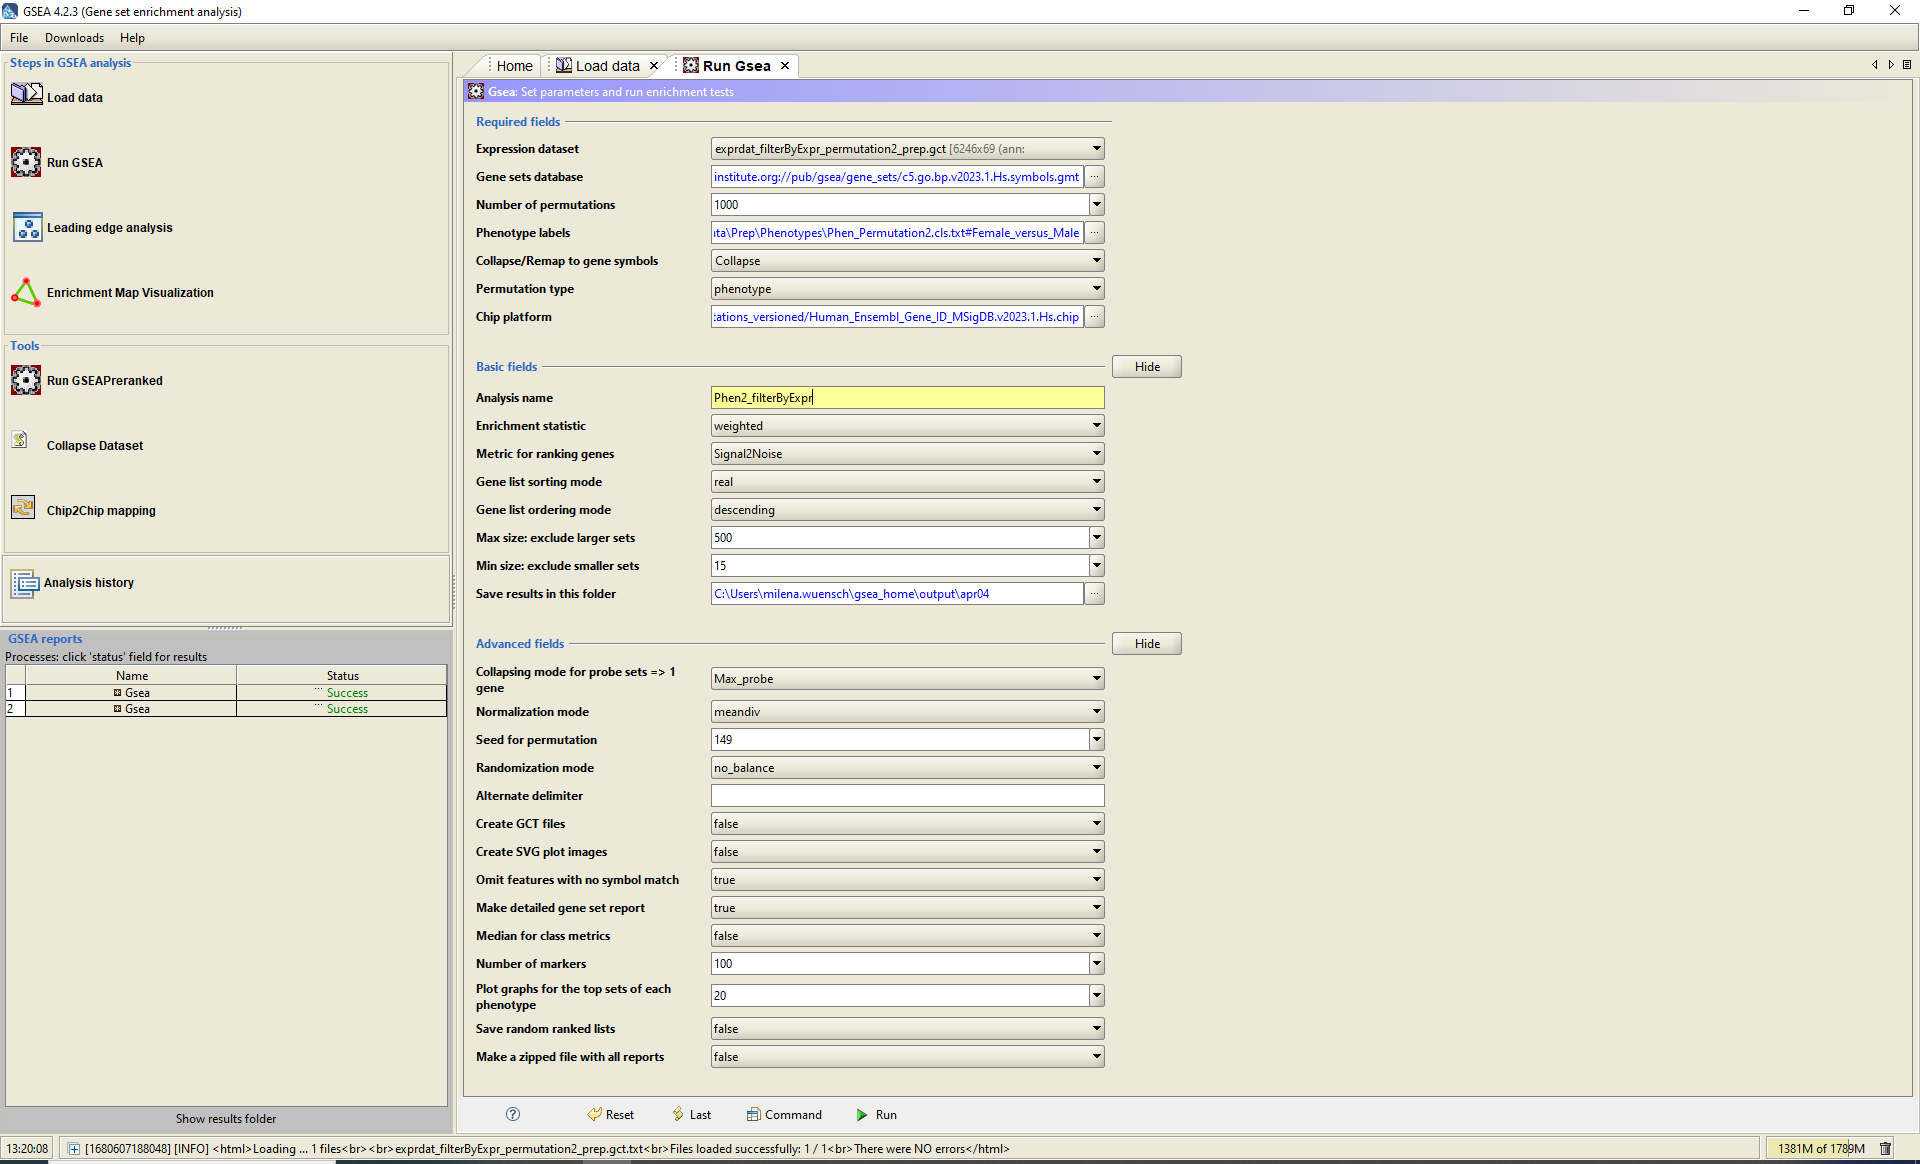 GSEA 4.2.3 (Gene set enrichment analysis)
File Downloads Help
Steps in GSEA analysis
Load data
Run GSEA
Leading edge analysis
Enrichment Map Visualization
Tools
Run GSEAPreranked
Collapse Dataset
Chip2Chip mapping
Analysis history
GSEA reports
Processes: click 'status' field for results
Name Status
1 Gsea ... Success
2 Gsea ... Success
Show results folder
Home Load data Run Gsea
Gsea: Set parameters and run enrichment tests
Required fields
Expression dataset exprdat_filterByExpr_permutation2_prep.gct [6246x69 (ann:
Gene sets database institute.org://pub/gsea/gene_sets/c5.go.bp.v2023.1.Hs.symbols.gmt ...
Number of permutations 1000
Phenotype labels ta\Prep\Phenotypes\Phen_Permutation2.cls.txt#Female_versus_Male ...
Collapse/Remap to gene symbols Collapse
Permutation type phenotype
Chip platform tations_versioned/Human_Ensembl_Gene_ID_MSigDB.v2023.1.Hs.chip ...
Basic fields Hide
Analysis name Phen2_filterByExpr
Enrichment statistic weighted
Metric for ranking genes Signal2Noise
Gene list sorting mode real
Gene list ordering mode descending
Max size: exclude larger sets 500
Min size: exclude smaller sets 15
Save results in this folder C:\Users\milena.wuensch\gsea_home\output\apr04 ...
Advanced fields Hide
Collapsing mode for probe sets => 1
gene Max_probe
Normalization mode meandiv
Seed for permutation 149
Randomization mode no_balance
Alternate delimiter
Create GCT files false
Create SVG plot images false
Omit features with no symbol match true
Make detailed gene set report true
Median for class metrics false
Number of markers 100
Plot graphs for the top sets of each
phenotype 20
Save random ranked lists false
Make a zipped file with all reports false
? Reset Last Command Run
13:20:08 [1680607188048] [INFO] <html>Loading ... 1 files<br><br>exprdat_filterByExpr_permutation2_prep.gct.txt<br>Files loaded successfully: 1 / 1<br>There were NO errors</html> 1381M of 1789M